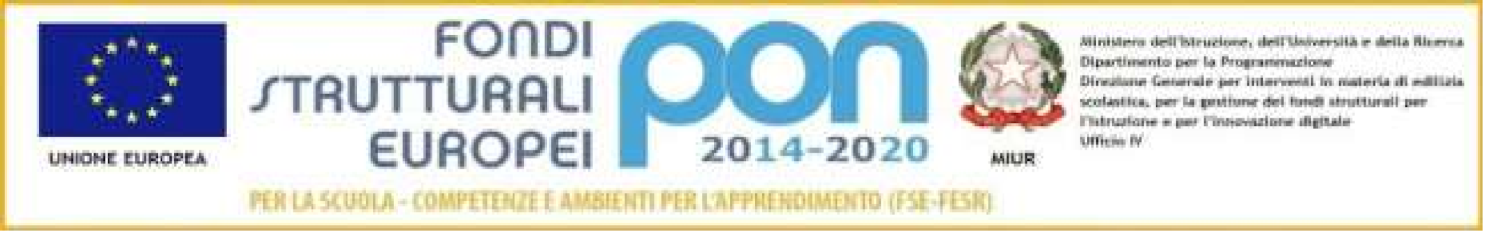 UNIONE EUROPEA
FONDI
STRUTTURALI
EUROPEI
pon
2014-2020
MIUR
Ministero dell'Istruzione, dell'Università e della Ricerca
Dipartimento per la Programmazione
Direzione Generale per interventi in materia di edilizia
scolastica, per la gestione dei fondi strutturali per
l'istruzione e per l'innovazione digitale
Ufficio IV
PER LA SCUOLA - COMPETENZE E AMBIENTI PER L'APPRENDIMENTO (FSE-FESR)